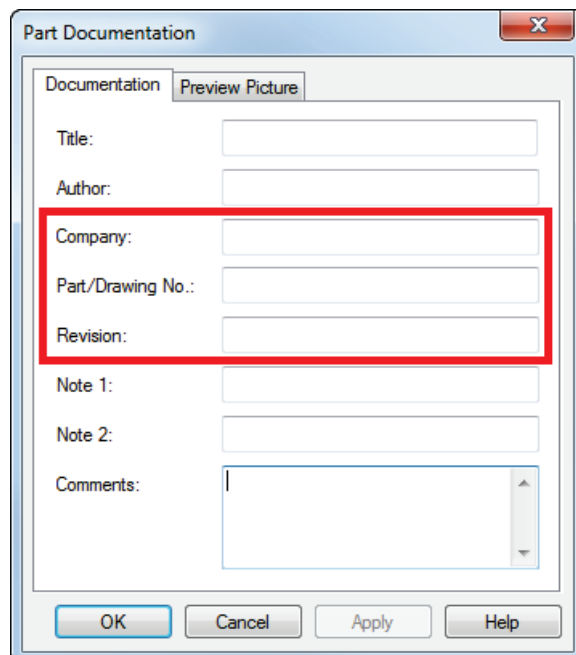 Part Documentation
Documentation Preview Picture
Title:
Author:
Company:
Part/Drawing No.:
Revision:
Note 1:
Note 2:
Comments:
OK Cancel Apply Help